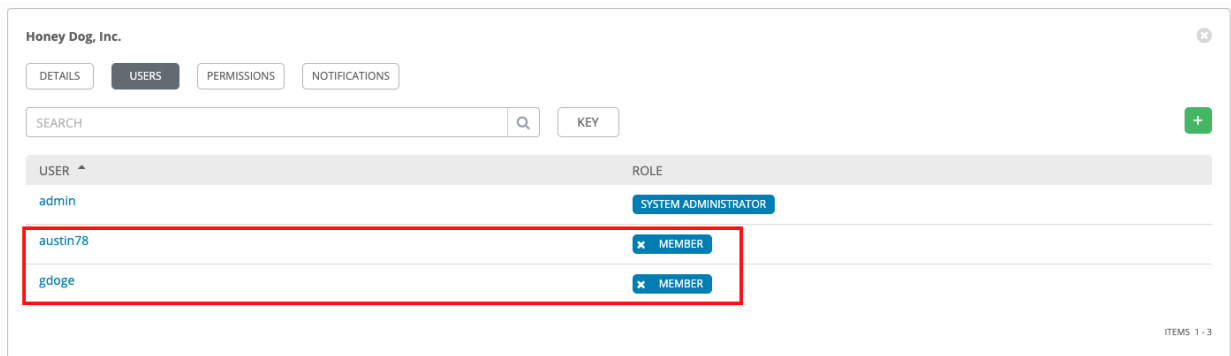 Honey Dog, Inc.
DETAILS USERS PERMISSIONS NOTIFICATIONS
SEARCH KEY +
USER ROLE
admin SYSTEM ADMINISTRATOR
austin78 MEMBER
gdoge MEMBER
ITEMS 1 - 3